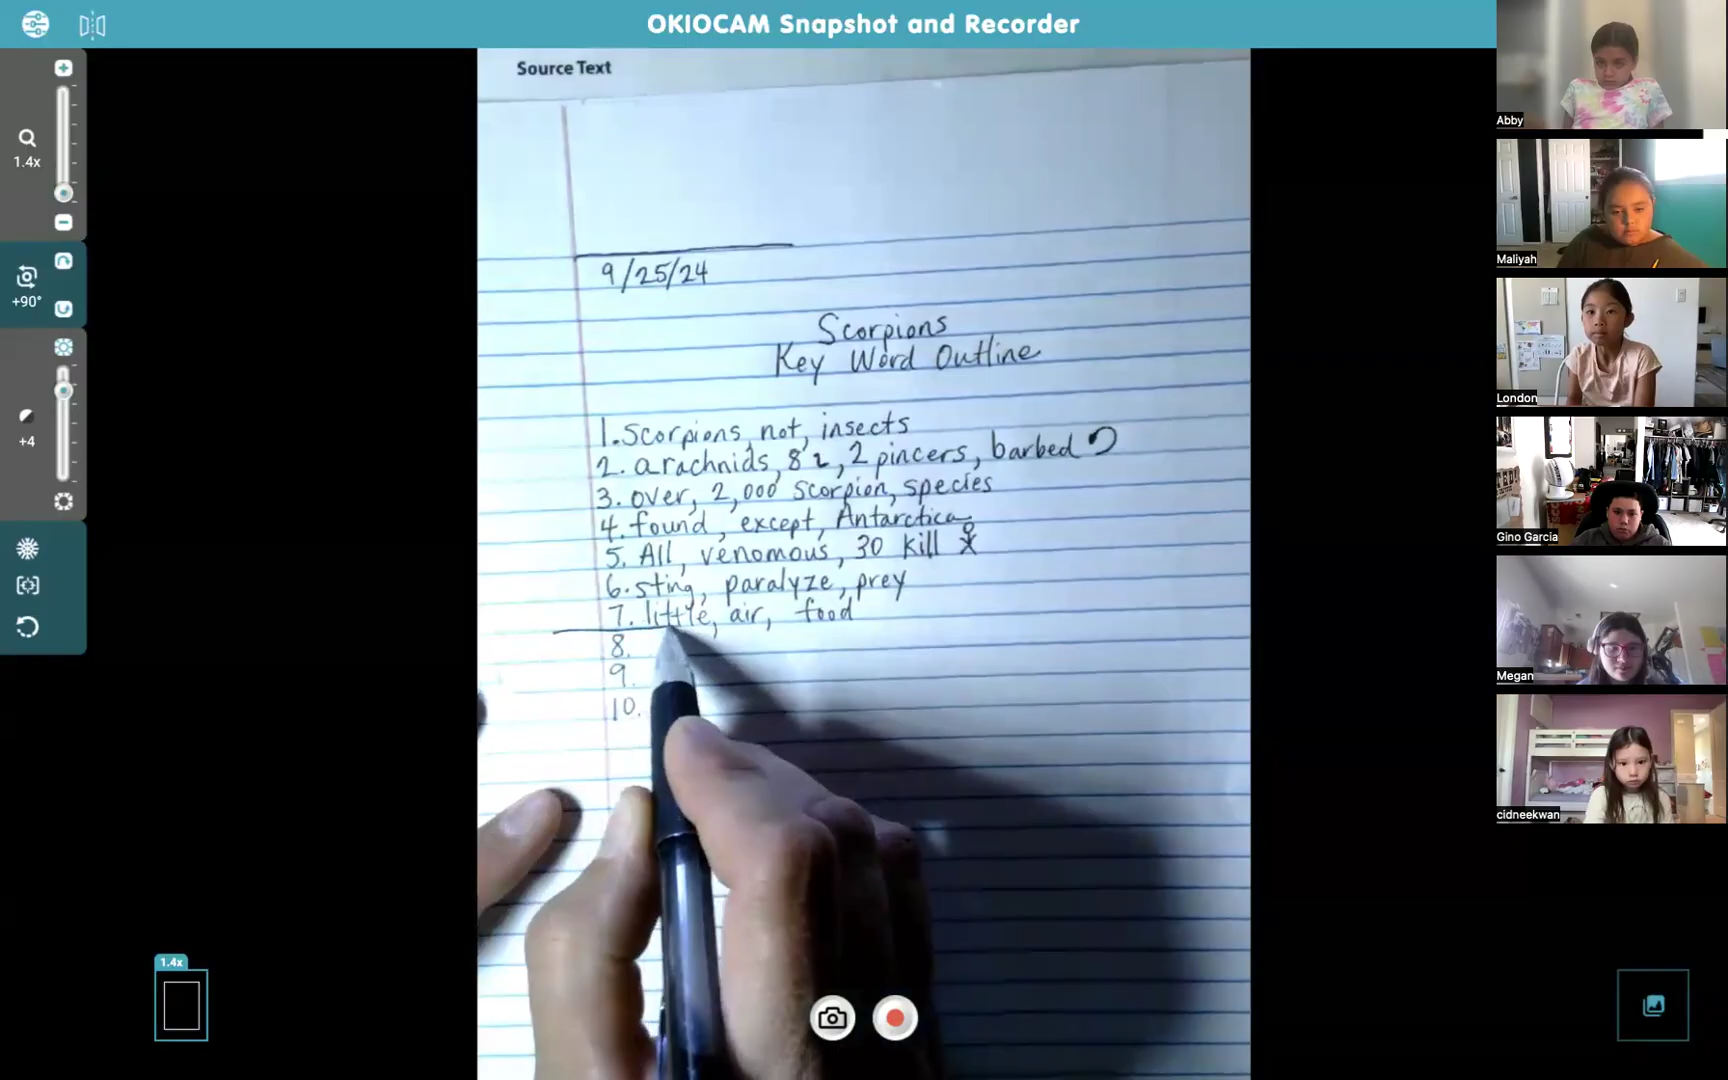 OKIOCAM Snapshot and Recorder
Source Text
9/25/24
Scorpions
Key Word Outline
1. Scorpions, not, insects
2. arachnids, 8, 2 pincers, barbed
3. over, 2,000 scorpion, species
4. found, except, Antarctica
5. All, venomous, 30 kill
6. sting, paralyze, prey
7. little, air, food
8.
9.
10.
1.4x
+90°
+4
1.4x
Abby
Maliyah
London
Gino Garcia
Megan
cidneekwan